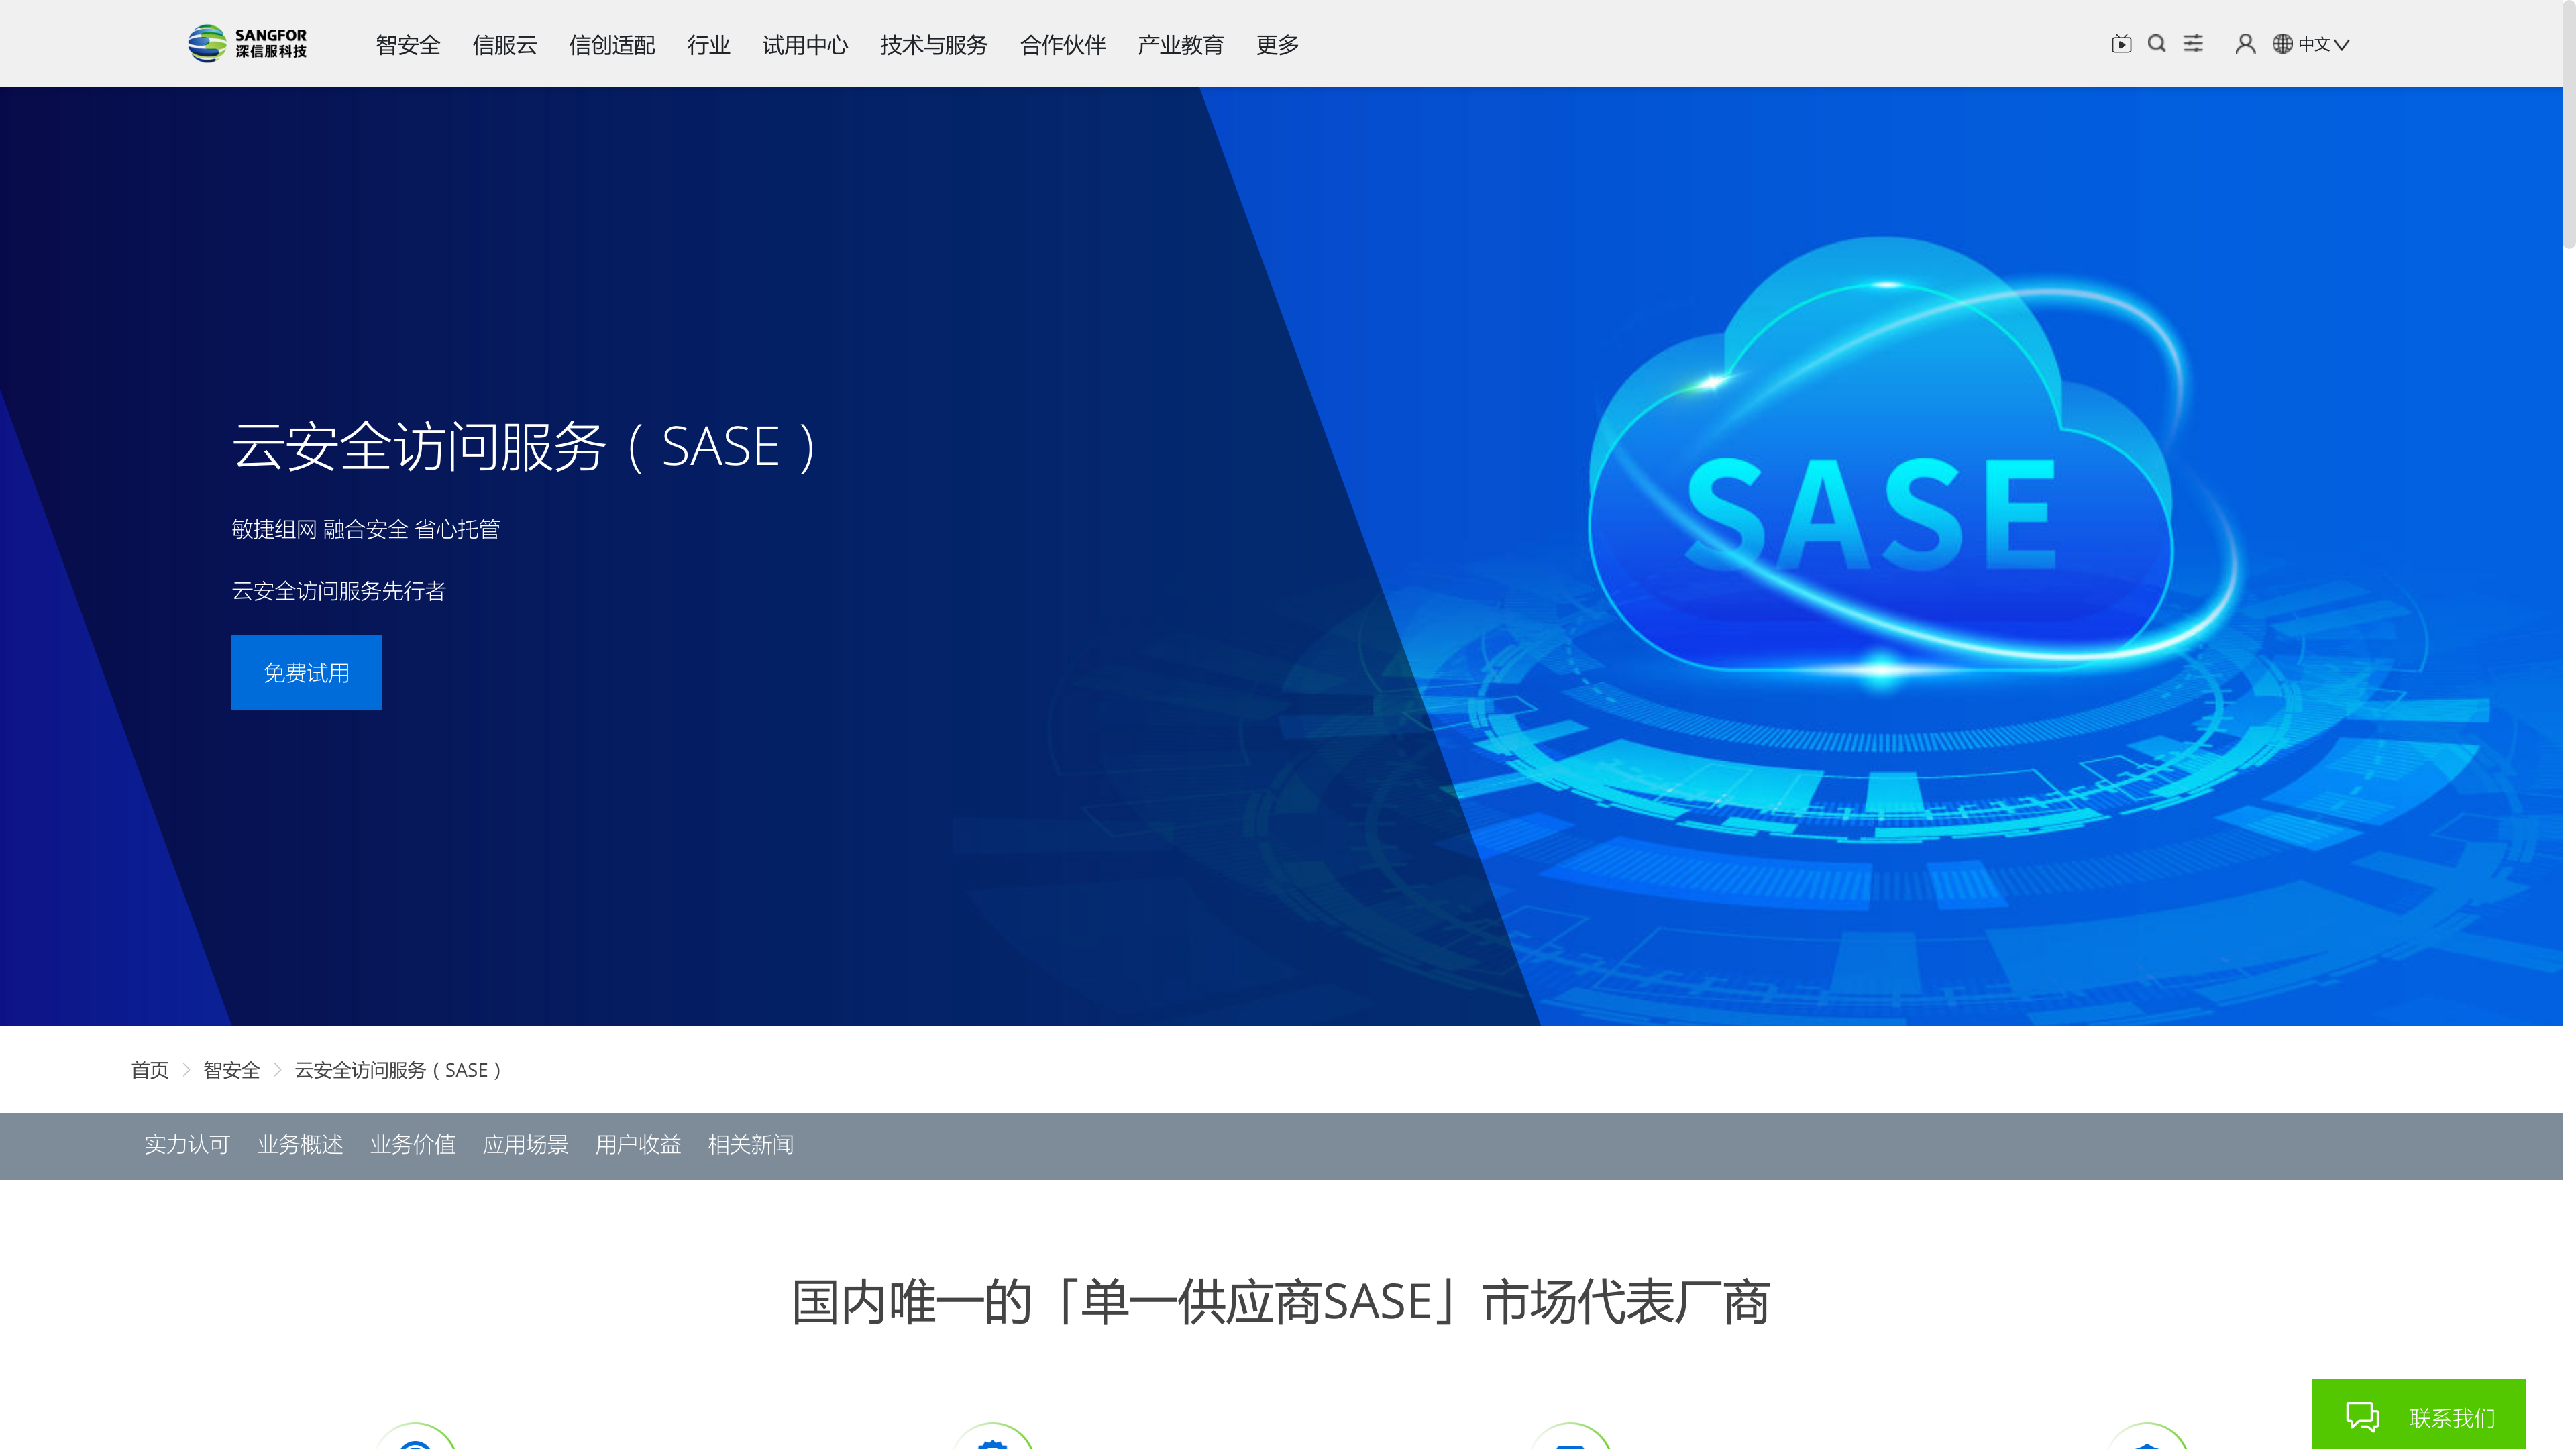 SANGFOR
深信服科技
智安全 信服云 信创适配 行业 试用中心 技术与服务 合作伙伴 产业教育 更多
中文
云安全访问服务（SASE）
敏捷组网 融合安全 省心托管
云安全访问服务先行者
免费试用
SASE
首页 智安全 云安全访问服务（SASE）
实力认可 业务概述 业务价值 应用场景 用户收益 相关新闻
国内唯一的「单一供应商SASE」市场代表厂商
联系我们